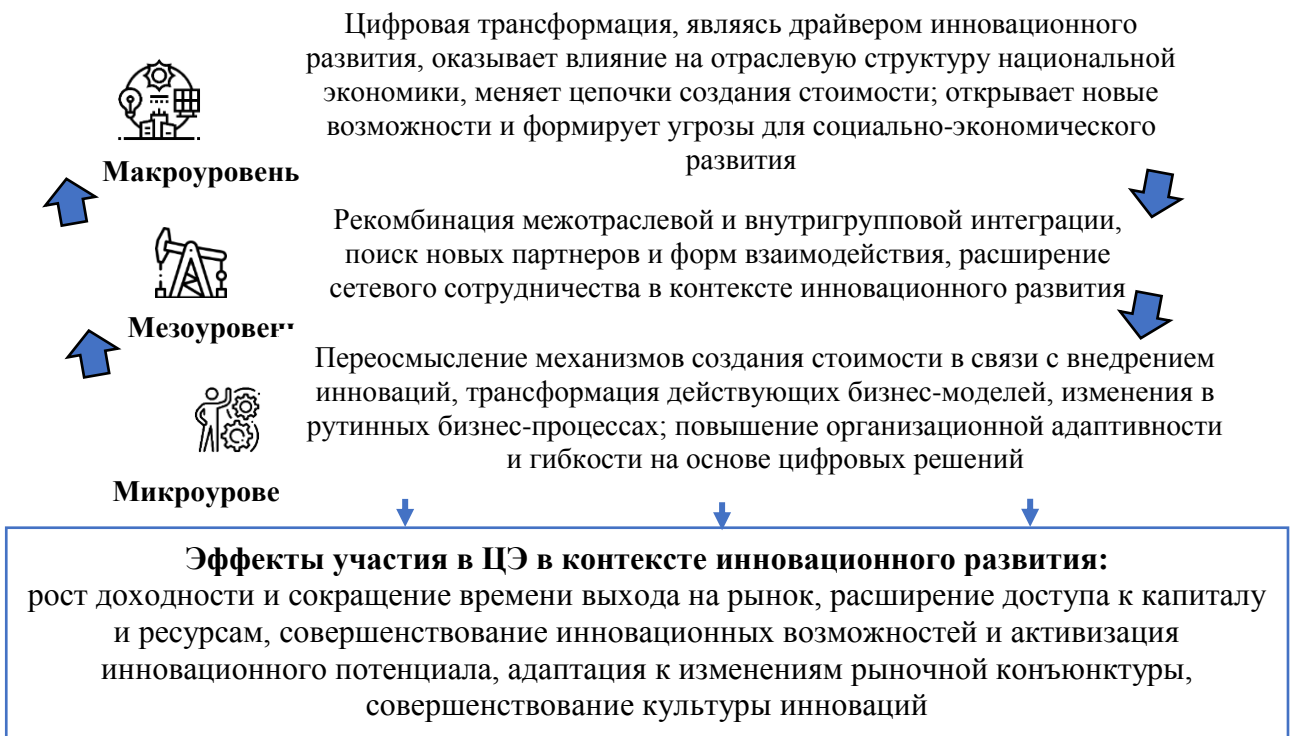 Цифровая трансформация, являясь драйвером инновационного
развития, оказывает влияние на отраслевую структуру национальной
экономики, меняет цепочки создания стоимости; открывает новые
возможности и формирует угрозы для социально-экономического
развития
Макроуровень
Рекомбинация межотраслевой и внутригрупповой интеграции,
поиск новых партнеров и форм взаимодействия, расширение
сетевого сотрудничества в контексте инновационного развития
Мезоуровен
Переосмысление механизмов создания стоимости в связи с внедрением
инноваций, трансформация действующих бизнес-моделей, изменения в
рутинных бизнес-процессах; повышение организационной адаптивности
и гибкости на основе цифровых решений
Микроурове
Эффекты участия в ЦЭ в контексте инновационного развития:
рост доходности и сокращение времени выхода на рынок, расширение доступа к капиталу
и ресурсам, совершенствование инновационных возможностей и активизация
инновационного потенциала, адаптация к изменениям рыночной конъюнктуры,
совершенствование культуры инноваций